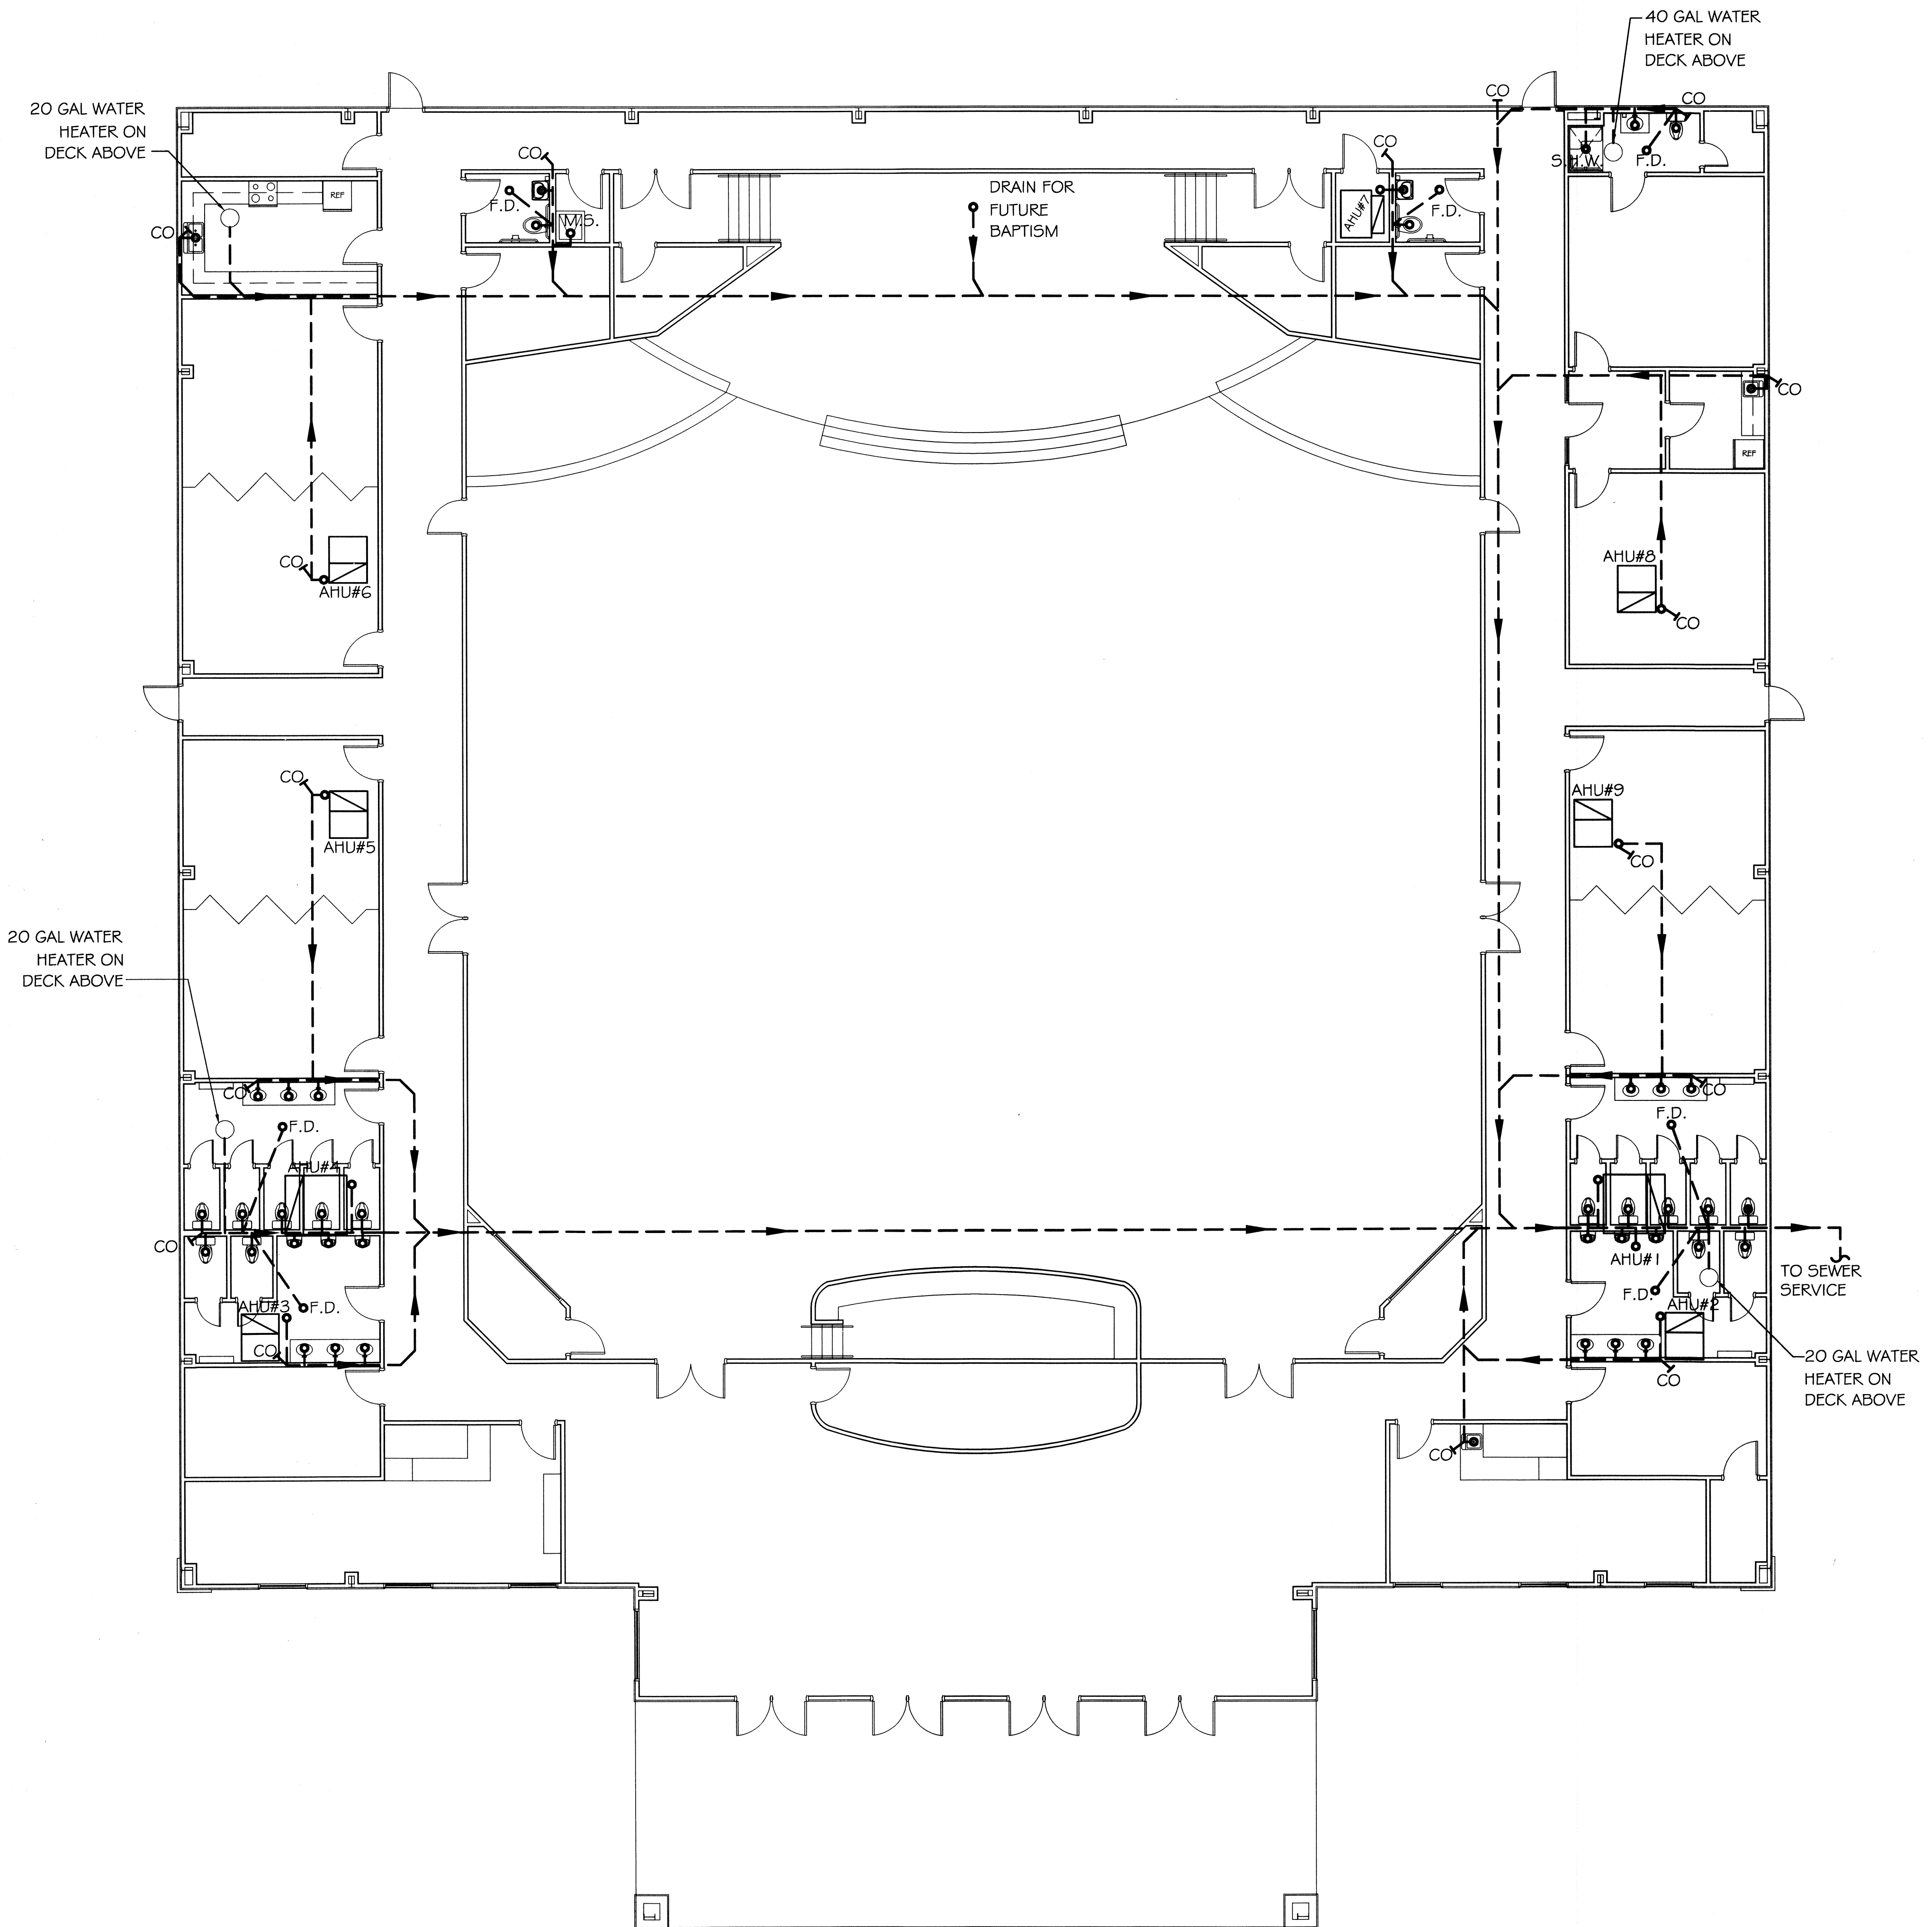 40 GAL WATER
HEATER ON
DECK ABOVE
20 GAL WATER
HEATER ON
DECK ABOVE
CO
CO
CO
CO
S.H.W.
F.D.
REF
F.D.
M.S.
DRAIN FOR
FUTURE
BAPTISM
AHU#7
F.D.
CO
CO
REF
CO
AHU#6
AHU#8
CO
CO
AHU#5
AHU#9
CO
20 GAL WATER
HEATER ON
DECK ABOVE
CO
CO
F.D.
F.D.
AHU#4
CO
AHU#1
TO SEWER
SERVICE
F.D.
F.D.
AHU#3
AHU#2
CO
20 GAL WATER
HEATER ON
DECK ABOVE
CO
CO